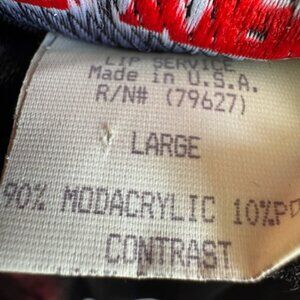 LIP SERVICE
Made in U.S.A.
R/N# (79627)
LARGE
90% MODACRYLIC 10%
CONTRAST